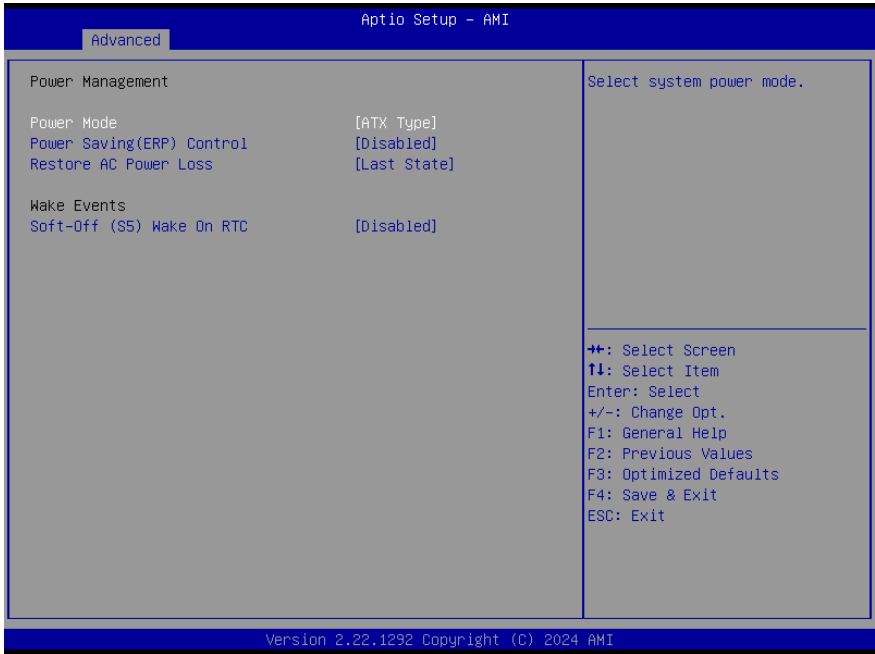 Aptio Setup - AMI
Advanced
Power Management
Power Mode [ATX Type]
Power Saving(ERP) Control [Disabled]
Restore AC Power Loss [Last State]
Wake Events
Soft-Off (S5) Wake On RTC [Disabled]
Select system power mode.
→←: Select Screen
↑↓: Select Item
Enter: Select
+/-: Change Opt.
F1: General Help
F2: Previous Values
F3: Optimized Defaults
F4: Save & Exit
ESC: Exit
Version 2.22.1292 Copyright (C) 2024 AMI